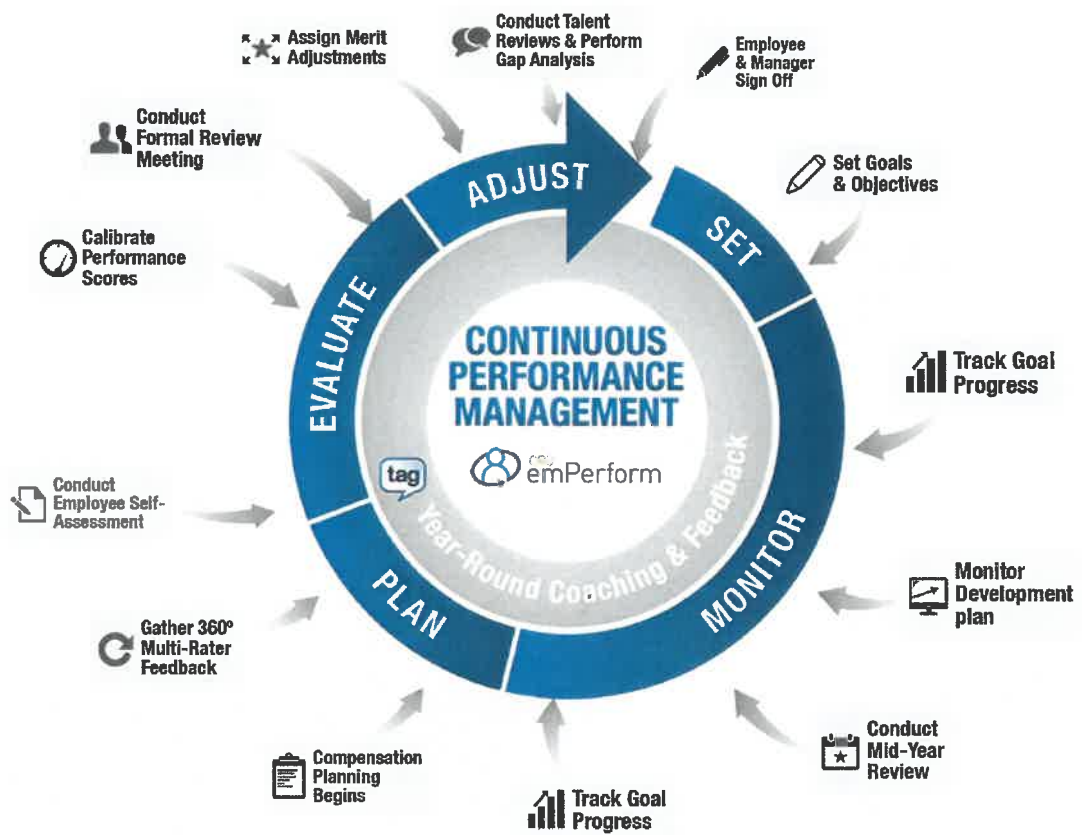 Assign Merit
Adjustments
Conduct Talent
Reviews & Perform
Gap Analysis
Employee
& Manager
Sign Off
Conduct
Formal Review
Meeting
Set Goals
& Objectives
Calibrate
Performance
Scores
ADJUST
SET
EVALUATE
CONTINUOUS
PERFORMANCE
MANAGEMENT
emPerform
tag
Year-Round Coaching & Feedback
Track Goal
Progress
MONITOR
PLAN
Conduct
Employee Self-
Assessment
Monitor
Development
plan
Gather 360º
Multi-Rater
Feedback
Conduct
Mid-Year
Review
Compensation
Planning
Begins
Track Goal
Progress